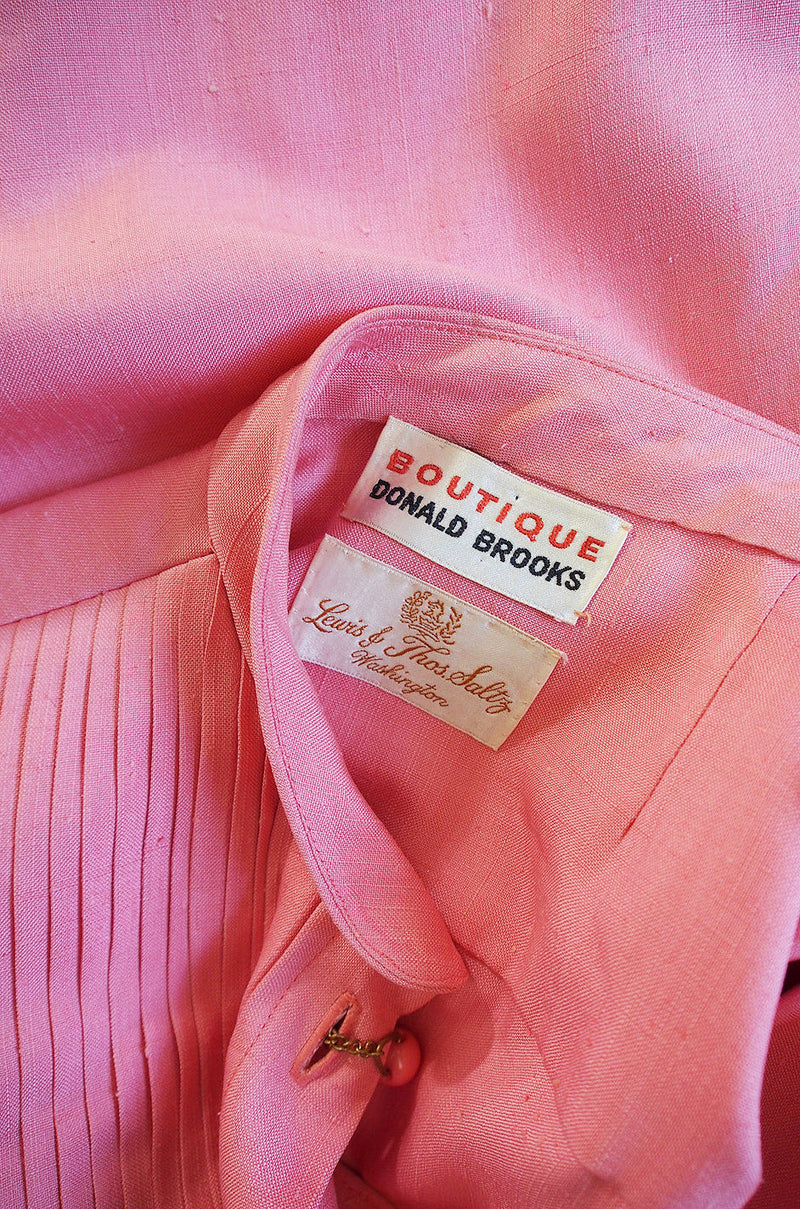 BOUTIQUE
DONALD BROOKS
Lewis & Thos. Saltz
Washington